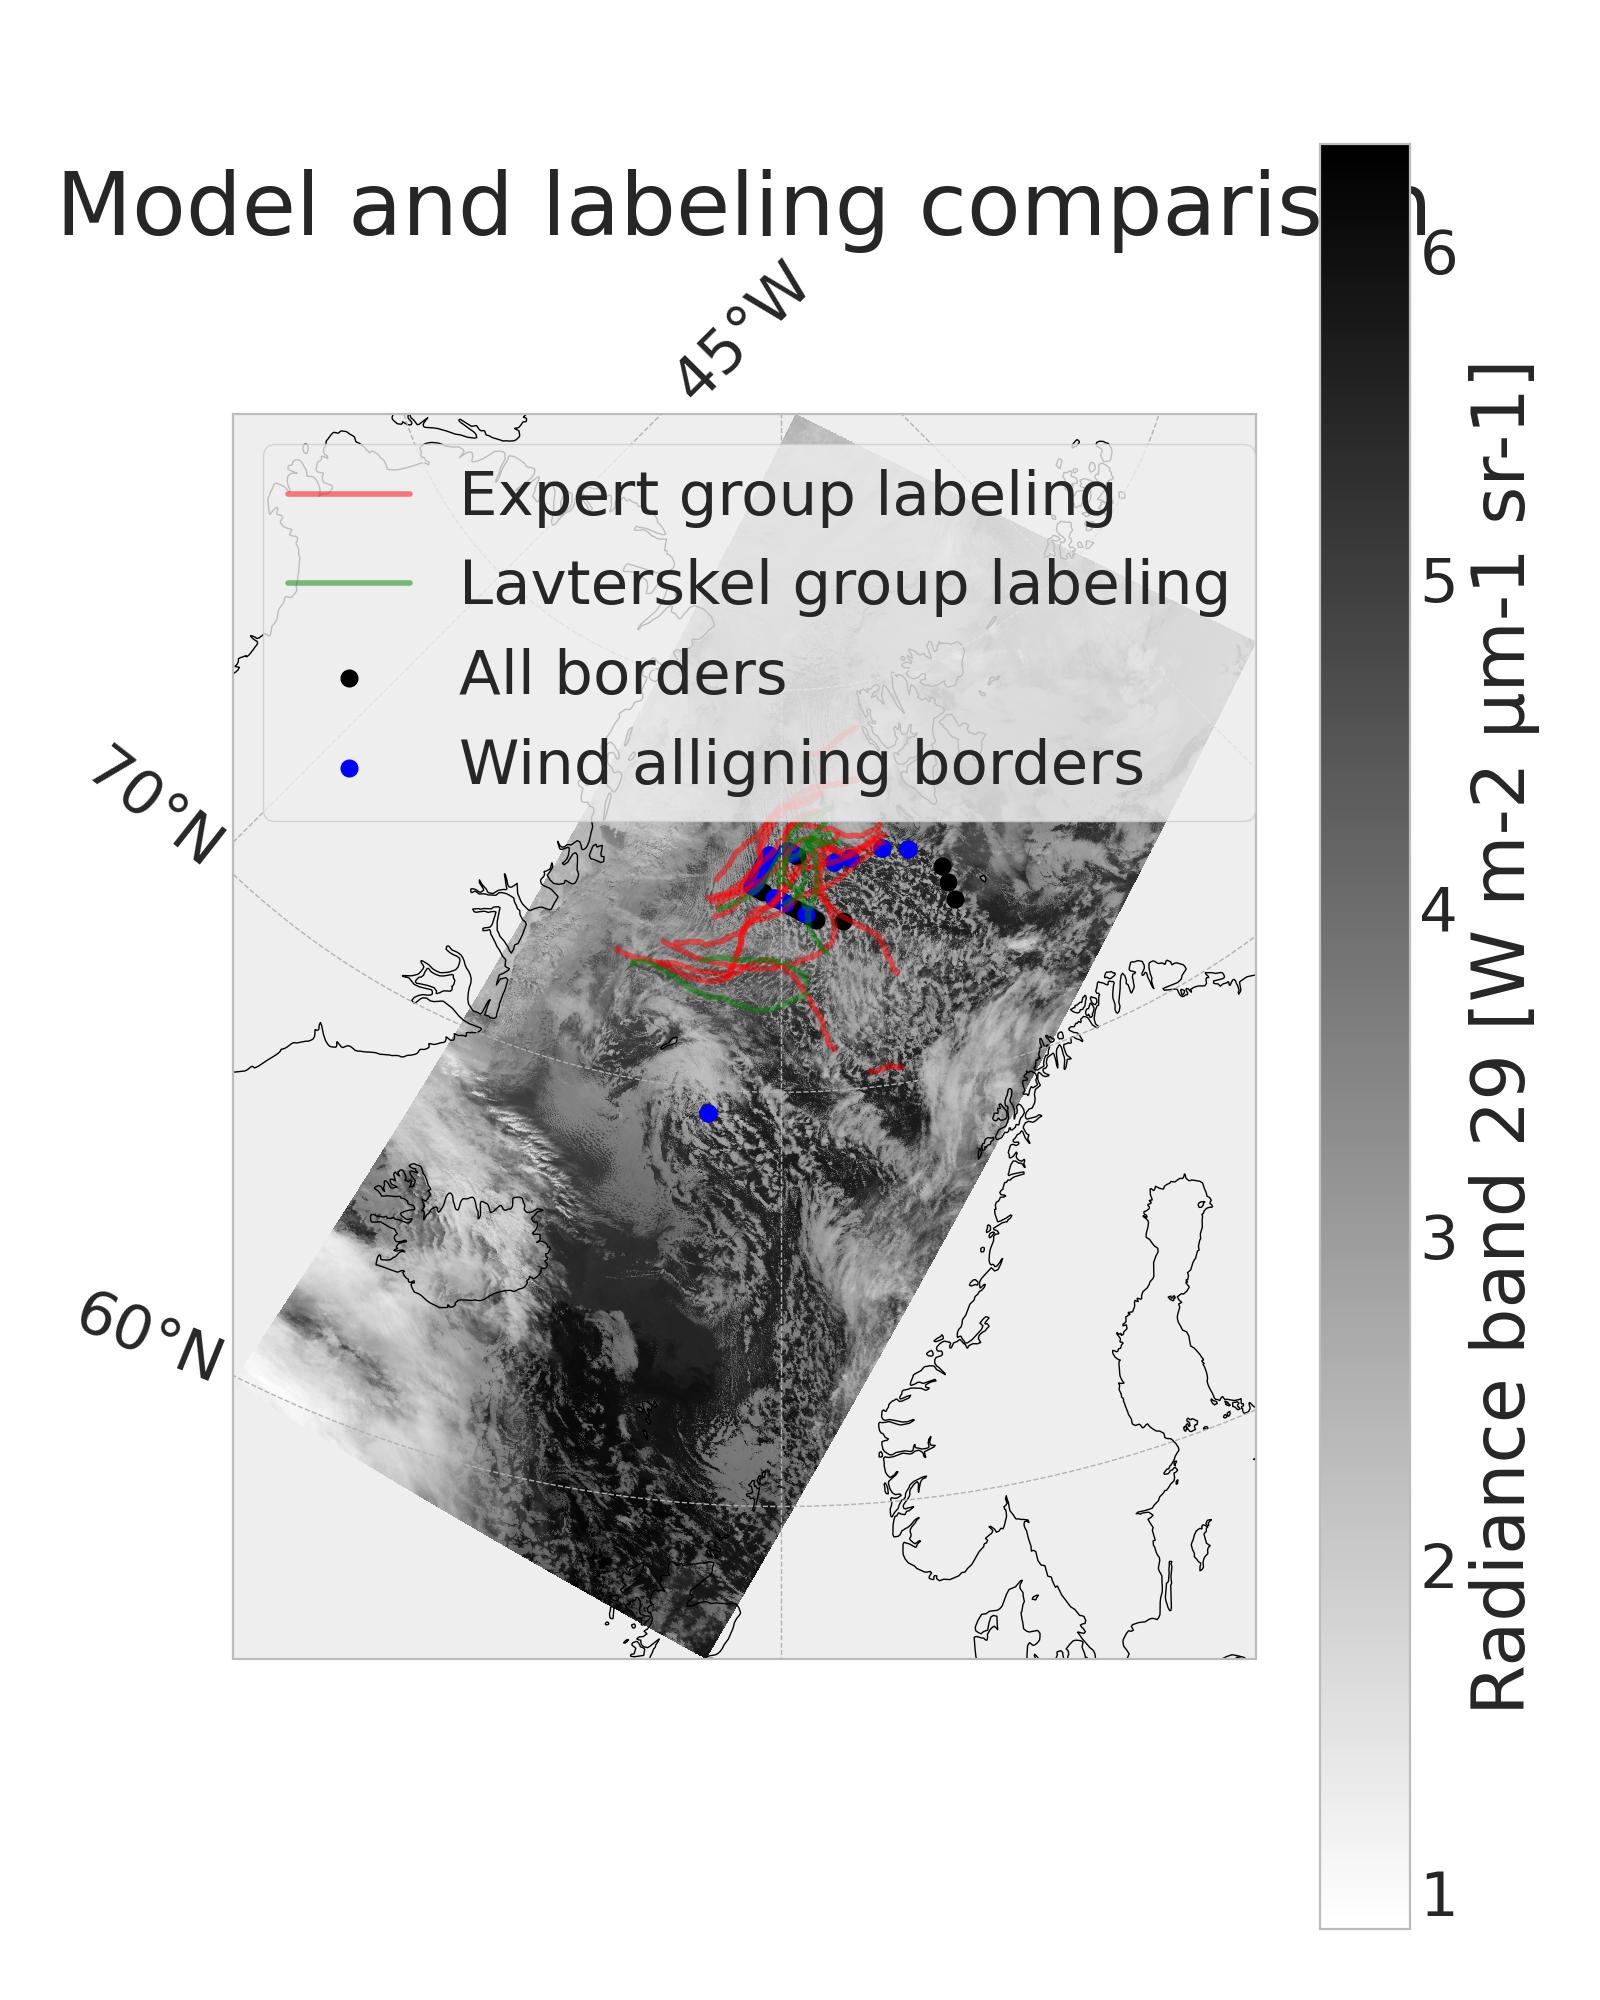 Model and labeling comparis n
45°W
Expert group labeling
Lavterskel group labeling
All borders
Wind alligning borders
70°N
60°N
6
5
4
3
2
1
Radiance band 29 [W m-2 µm-1 sr-1]